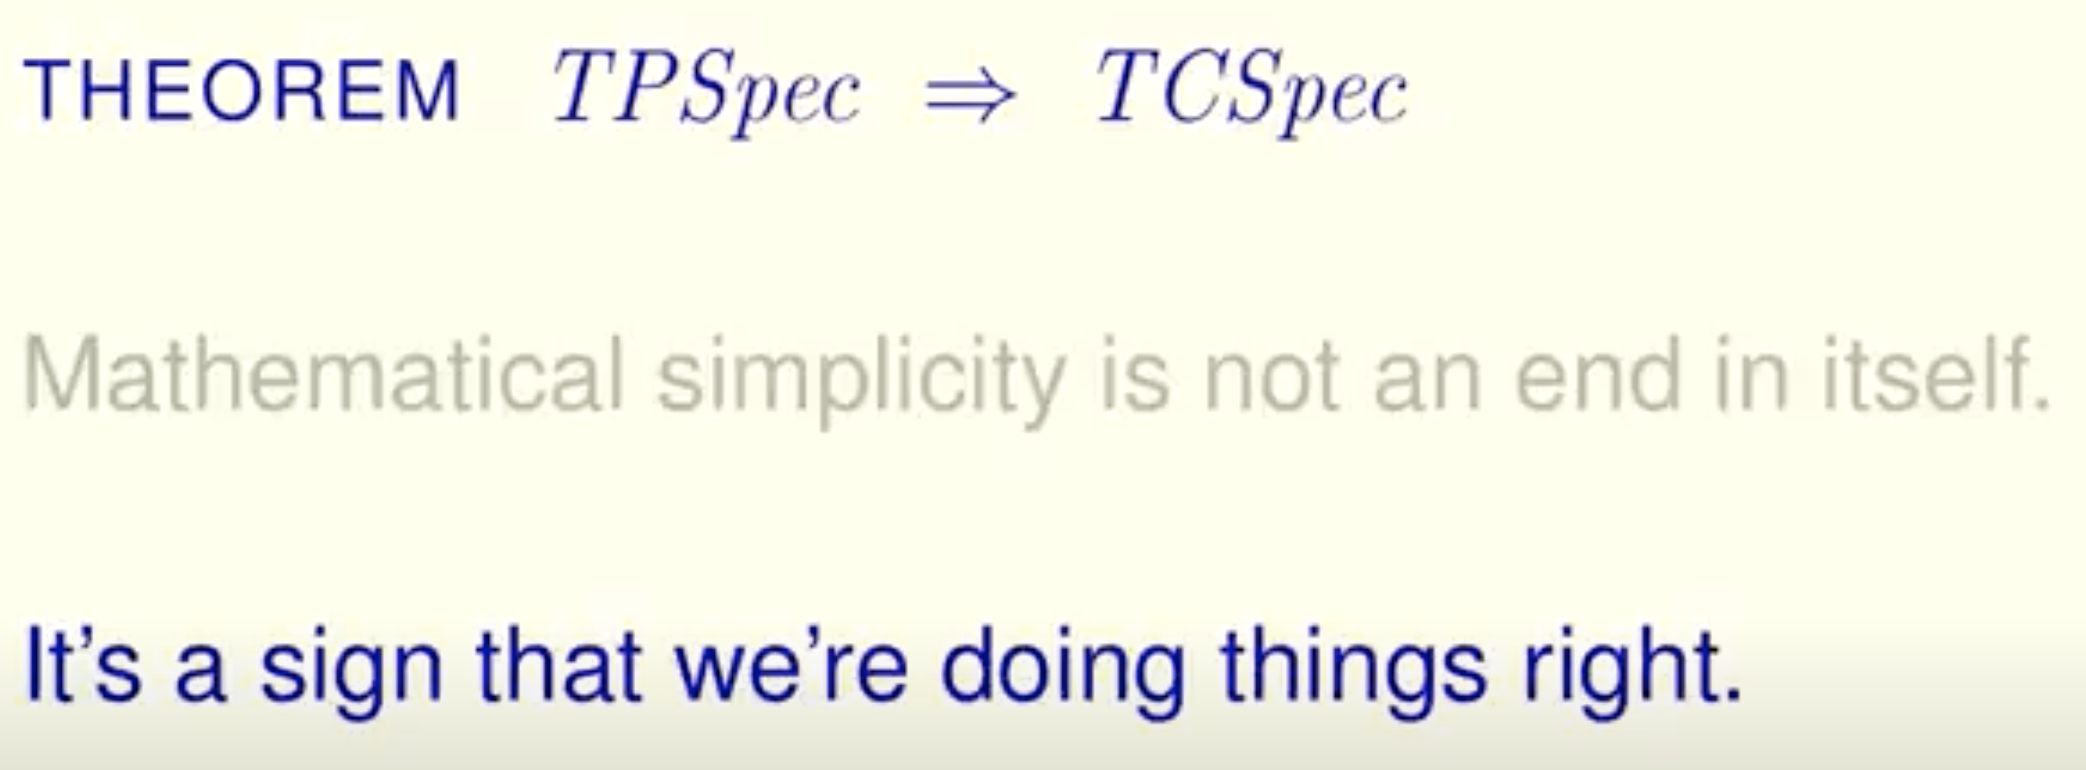 THEOREM TPSpec ⇒ TCSpec
Mathematical simplicity is not an end in itself.
It's a sign that we're doing things right.